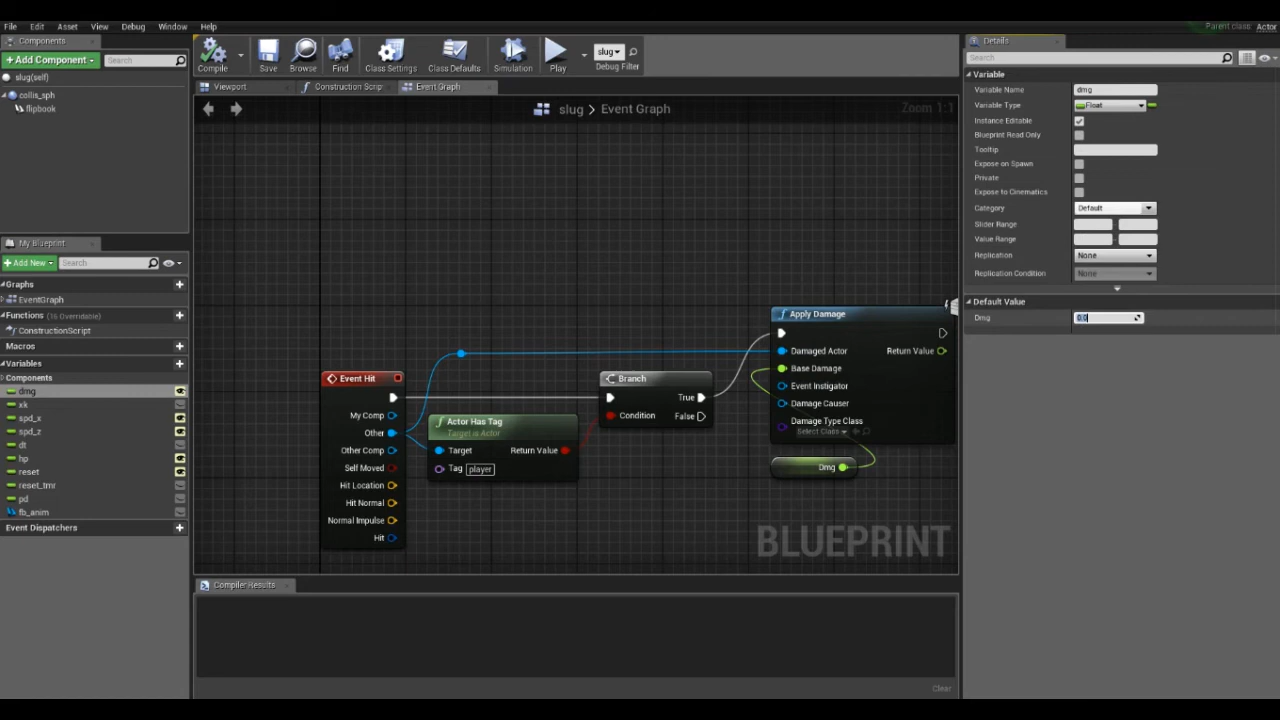 File Edit Asset View Debug Window Help
Parent class: Actor
Components
+Add Component
Search
slug(self)
collis_sph
flipbook
Compile
Save
Browse
Find
Class Settings
Class Defaults
Simulation
Play
slug
Debug Filter
Viewport
Construction Scrip
Event Graph
slug > Event Graph
Zoom 1:1
My Blueprint
+Add New
Search
Graphs
EventGraph
Functions (16 Overridable)
ConstructionScript
Macros
Variables
Components
dmg
xk
spd_x
spd_z
dt
hp
reset
reset_tmr
pd
fb_anim
Event Dispatchers
Event Hit
My Comp
Other
Other Comp
Self Moved
Hit Location
Hit Normal
Normal Impulse
Hit
Actor Has Tag
Target is Actor
Target
Return Value
Tag player
Branch
True
Condition
False
Apply Damage
Damaged Actor
Return Value
Base Damage
Event Instigator
Damage Causer
Damage Type Class
Select Class
Dmg
BLUEPRINT
Compiler Results
Clear
Details
Search
Variable
Variable Name dmg
Variable Type Float
Instance Editable
Blueprint Read Only
Tooltip
Expose on Spawn
Private
Expose to Cinematics
Category Default
Slider Range
Value Range
Replication None
Replication Condition None
Default Value
Dmg 0.0